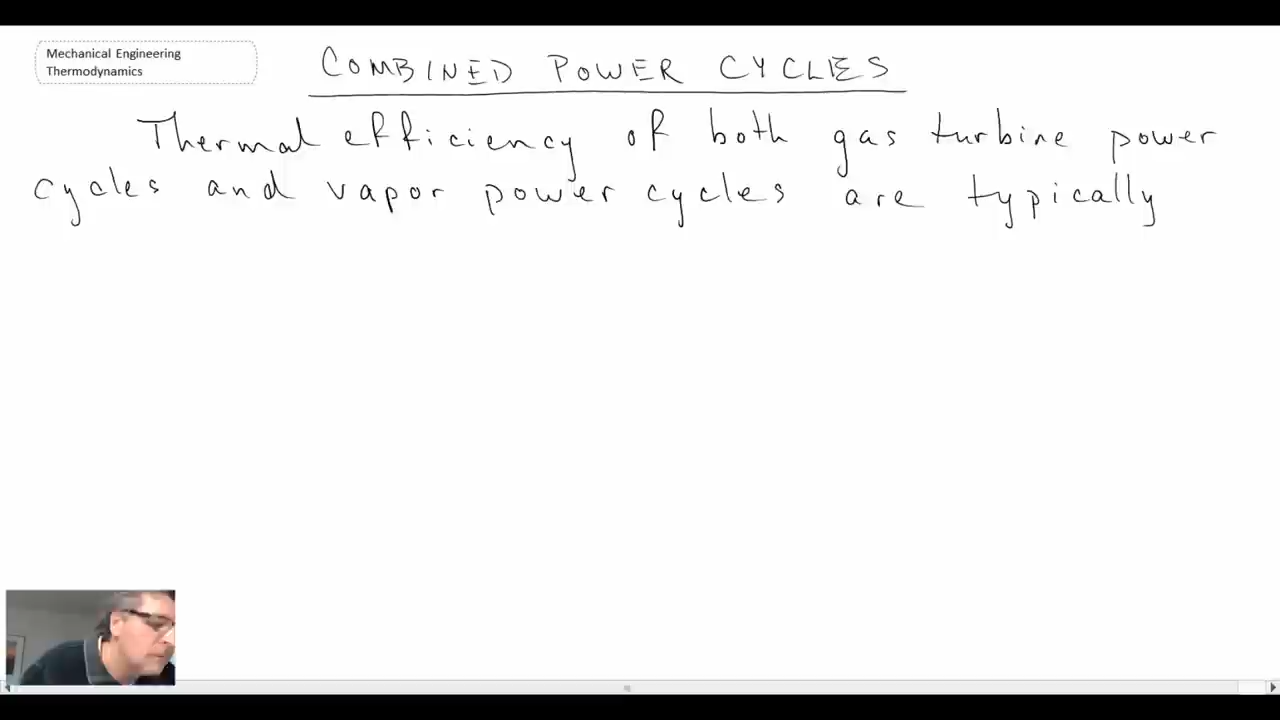 Mechanical Engineering
Thermodynamics
COMBINED POWER CYCLES
Thermal efficiency of both gas turbine power
cycles and vapor power cycles are typically